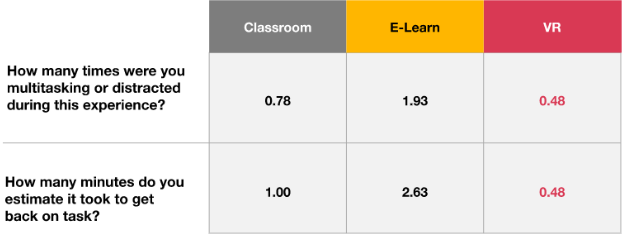 Classroom E-Learn VR
How many times were you
multitasking or distracted
during this experience?
0.78 1.93 0.48
How many minutes do you
estimate it took to get
back on task?
1.00 2.63 0.48